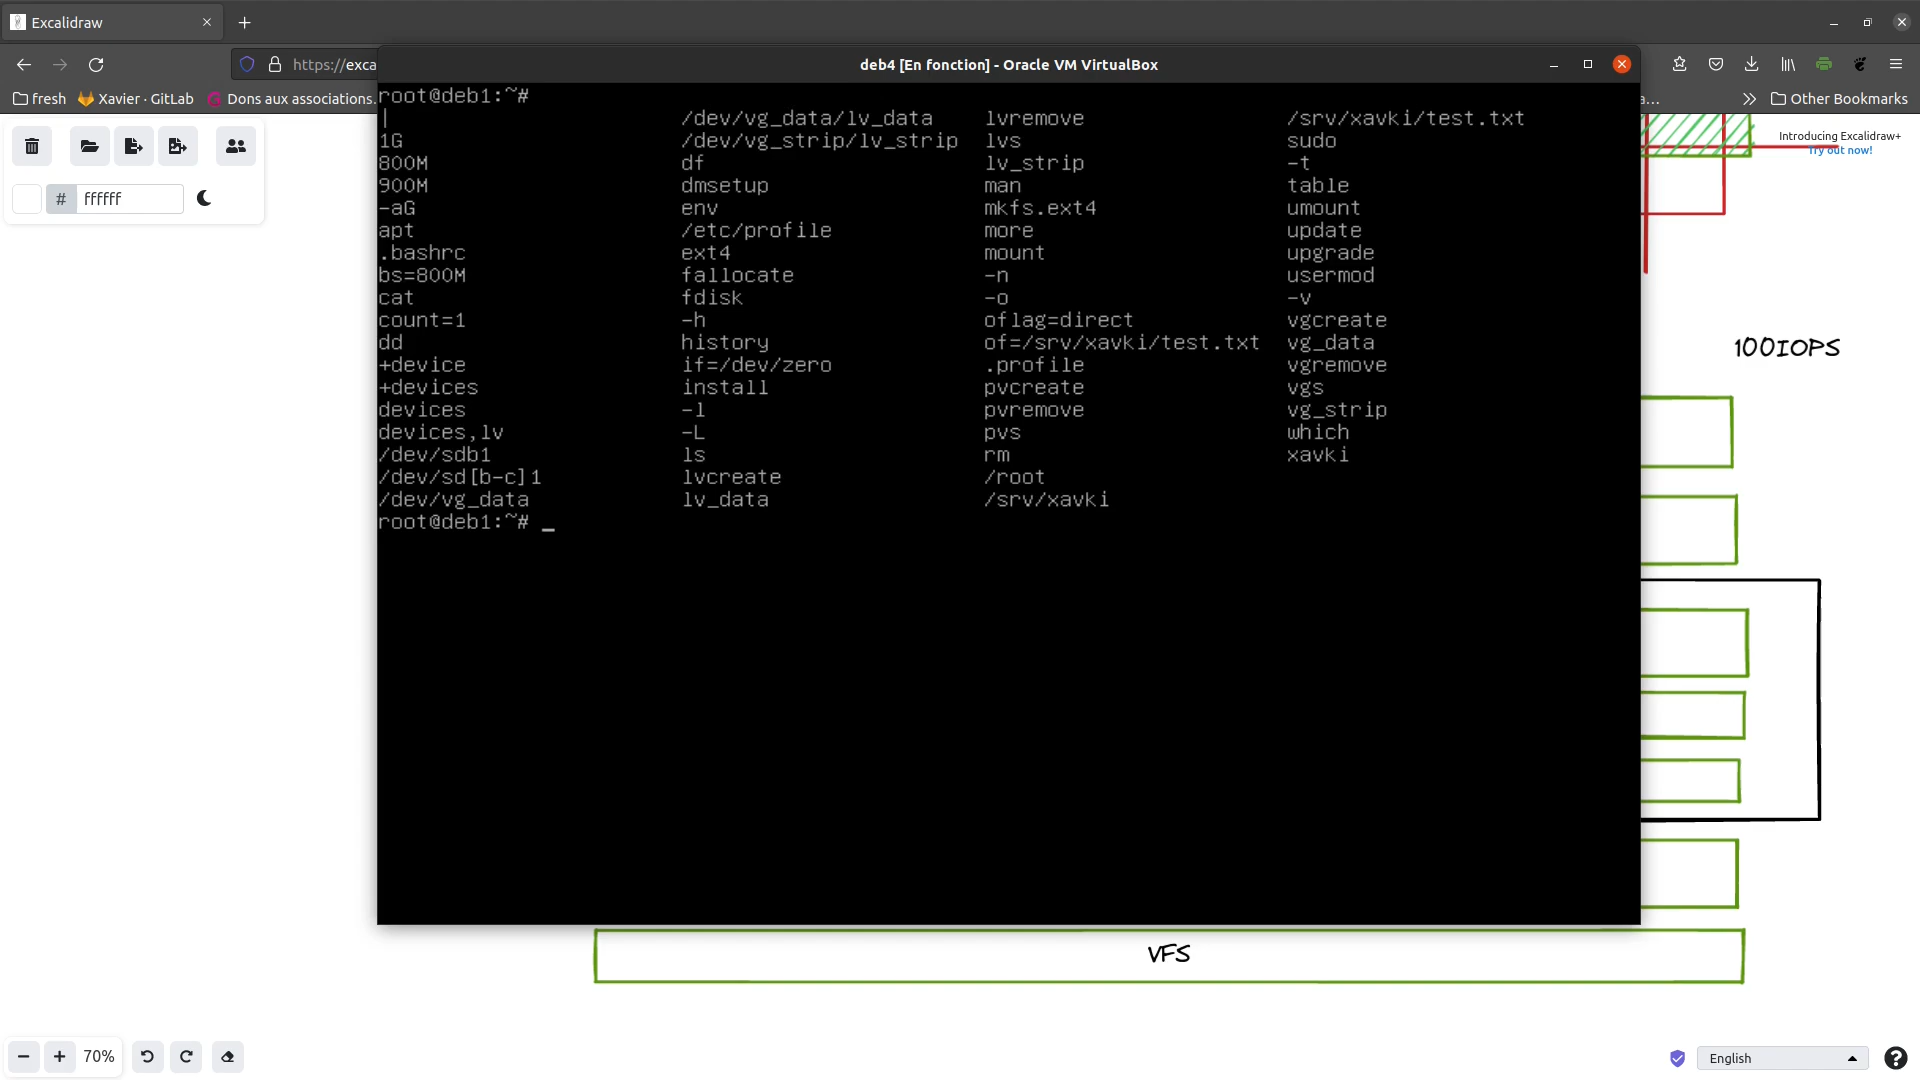 Excalidraw
https://exca
deb4 [En fonction] - Oracle VM VirtualBox
fresh Xavier · GitLab Dons aux associations. a... Other Bookmarks
root@deb1:~#
| /dev/vg_data/lv_data lvremove /srv/xavki/test.txt
1G /dev/vg_strip/lv_strip lvs sudo
800M df lv_strip -t
900M dmsetup man table
-aG env mkfs.ext4 umount
apt /etc/profile more update
.bashrc ext4 mount upgrade
bs=800M fallocate -n usermod
cat fdisk -o -v
count=1 -h oflag=direct vgcreate
dd history of=/srv/xavki/test.txt vg_data
+device if=/dev/zero .profile vgremove
+devices install pvcreate vgs
devices -l pvremove vg_strip
devices,lv -L pvs which
/dev/sdb1 ls rm xavki
/dev/sd[b-c]1 lvcreate /root
/dev/vg_data lv_data /srv/xavki
root@deb1:~# _
# ffffff
Introducing Excalidraw+
Try out now!
100IOPS
VFS
70%
English